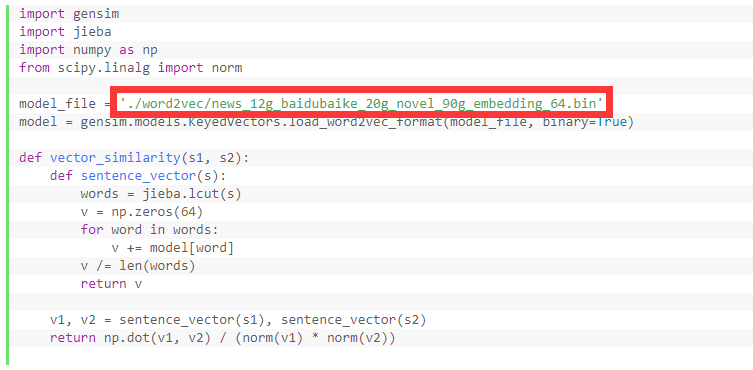 import gensim
import jieba
import numpy as np
from scipy.linalg import norm
model_file = './word2vec/news_12g_baidubaike_20g_novel_90g_embedding_64.bin'
model = gensim.models.KeyedVectors.load_word2vec_format(model_file, binary=True)
def vector_similarity(s1, s2):
def sentence_vector(s):
words = jieba.lcut(s)
v = np.zeros(64)
for word in words:
v += model[word]
v /= len(words)
return v
v1, v2 = sentence_vector(s1), sentence_vector(s2)
return np.dot(v1, v2) / (norm(v1) * norm(v2))